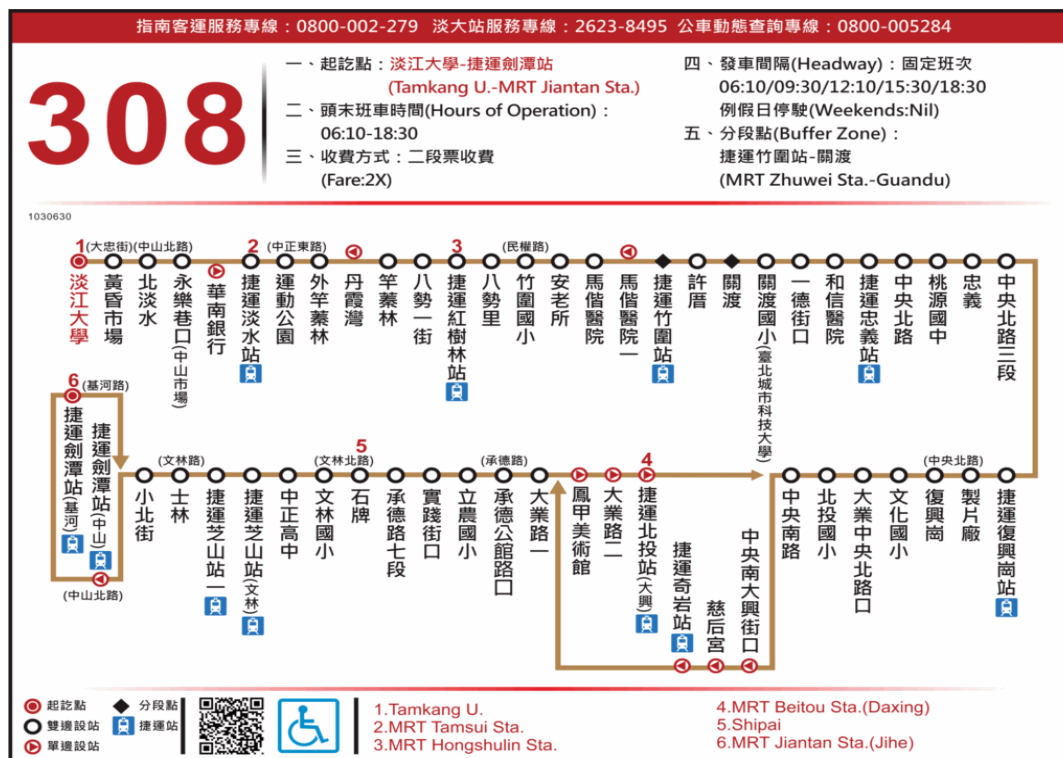 指南客運服務專線：0800-002-279 淡大站服務專線：2623-8495 公車動態查詢專線：0800-005284
308
一、起訖點：淡江大學-捷運劍潭站
(Tamkang U.-MRT Jiantan Sta.)
二、頭末班車時間(Hours of Operation)：
06:10-18:30
三、收費方式：二段票收費
(Fare:2X)
四、發車間隔(Headway)：固定班次
06:10/09:30/12:10/15:30/18:30
例假日停駛(Weekends:Nil)
五、分段點(Buffer Zone)：
捷運竹圍站-關渡
(MRT Zhuwei Sta.-Guandu)
1030630
1
(大忠街)
(中山北路)
2
(中正東路)
3
(民權路)
淡江大學
黃昏市場
北淡水
永樂巷口(中山市場)
華南銀行
捷運淡水站
運動公園
外竿蓁林
丹霞灣
竿蓁林
八勢一街
捷運紅樹林站
八勢里
竹圍國小
安老所
馬偕醫院
馬偕醫院一
捷運竹圍站
許厝
關渡
關渡國小(臺北城市科技大學)
一德街口
和信醫院
捷運忠義站
中央北路
桃源國中
忠義
中央北路三段
6
(基河路)
捷運劍潭站(基河)
捷運劍潭站(中山)
(中山北路)
(文林路)
(文林北路)
5
(承德路)
4
(中央北路)
小北街
士林
捷運芝山站一
捷運芝山站(文林)
中正高中
文林國小
石牌
承德路七段
實踐街口
立農國小
承德公館路口
大業路一
鳳甲美術館
大業路二
捷運北投站(大興)
捷運奇岩站
慈后宮
中央南大興街口
中央南路
北投國小
大業中央北路口
文化國小
復興崗
製片廠
捷運復興崗站
起訖點
分段點
雙邊設站
捷運站
單邊設站
1.Tamkang U.
2.MRT Tamsui Sta.
3.MRT Hongshulin Sta.
4.MRT Beitou Sta.(Daxing)
5.Shipai
6.MRT Jiantan Sta.(Jihe)